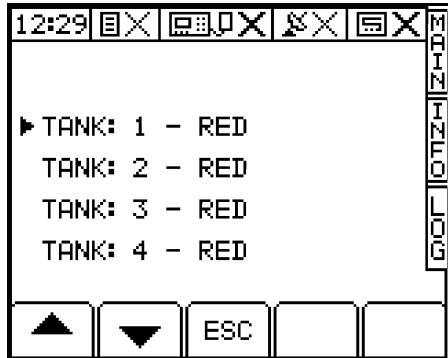 12:29
MAIN
INFO
LOG
TANK: 1 - RED
TANK: 2 - RED
TANK: 3 - RED
TANK: 4 - RED
ESC